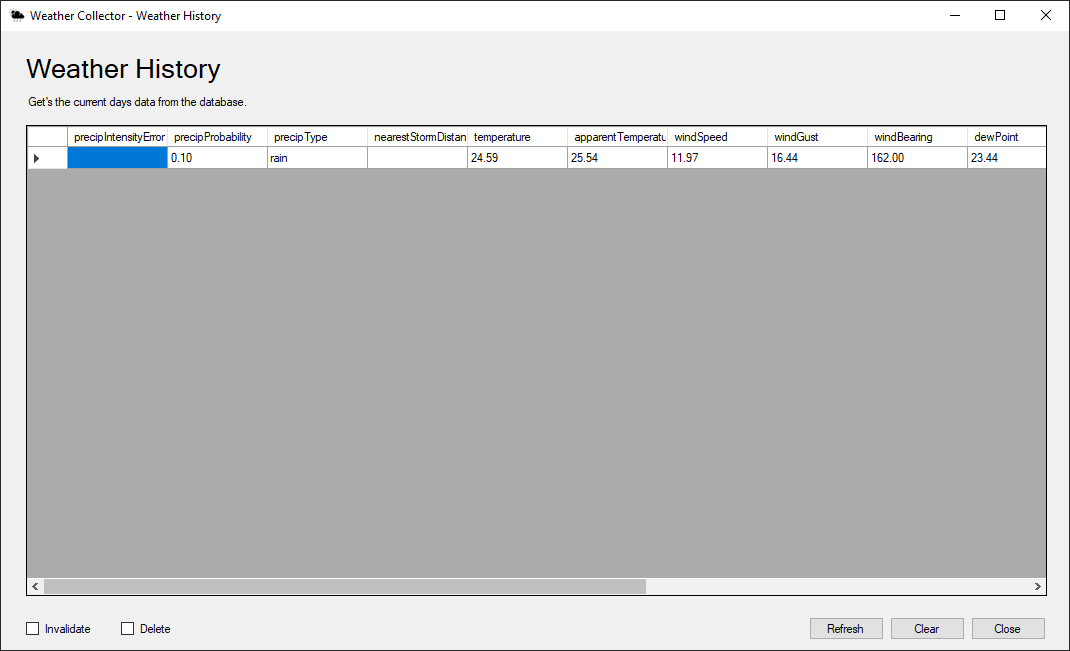 Weather Collector - Weather History
Weather History
Get's the current days data from the database.
precipIntensityError precipProbability precipType nearestStormDistan temperature apparentTemperatu windSpeed windGust windBearing dewPoint
0.10 rain 24.59 25.54 11.97 16.44 162.00 23.44
Invalidate Delete Refresh Clear Close